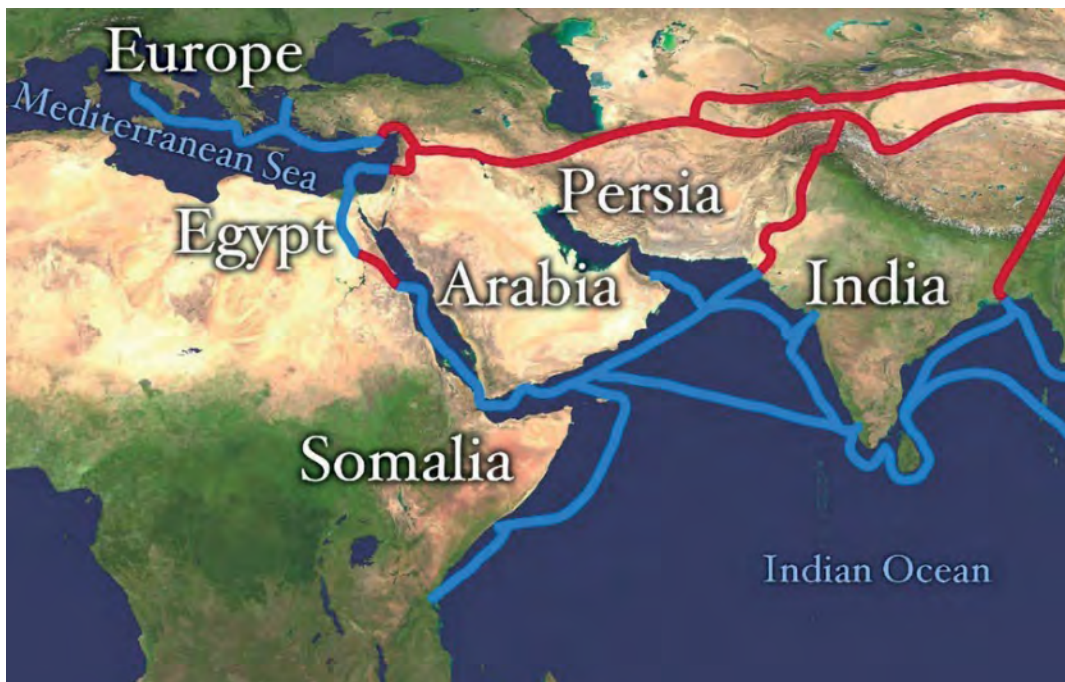 Europe
Mediterranean Sea
Egypt
Persia
Arabia
India
Somalia
Indian Ocean